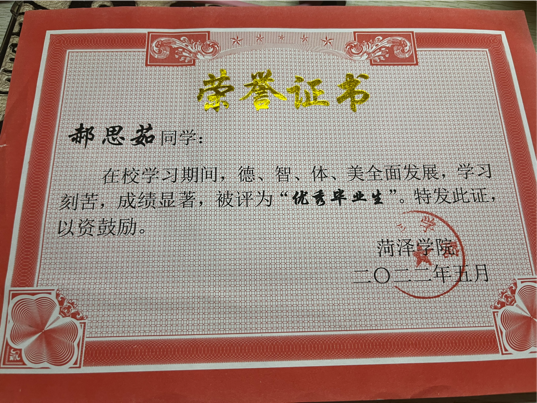 荣誉证书
郝思茹同学：
在校学习期间，德、智、体、美全面发展，学习
刻苦，成绩显著，被评为“优秀毕业生”。特发此证，
以资鼓励。
菏泽学院
二〇二二年五月